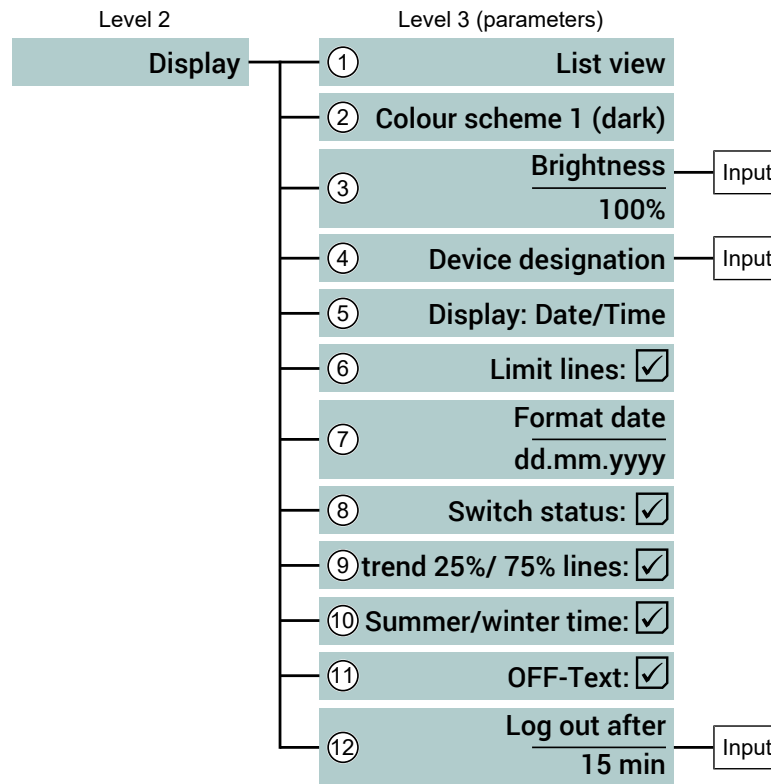 Level 2
Level 3 (parameters)
Display
1 List view
2 Colour scheme 1 (dark)
3 Brightness
100%
Input
4 Device designation
Input
5 Display: Date/Time
6 Limit lines:
7 Format date
dd.mm.yyyy
8 Switch status:
9 trend 25%/ 75% lines:
10 Summer/winter time:
11 OFF-Text:
12 Log out after
15 min
Input